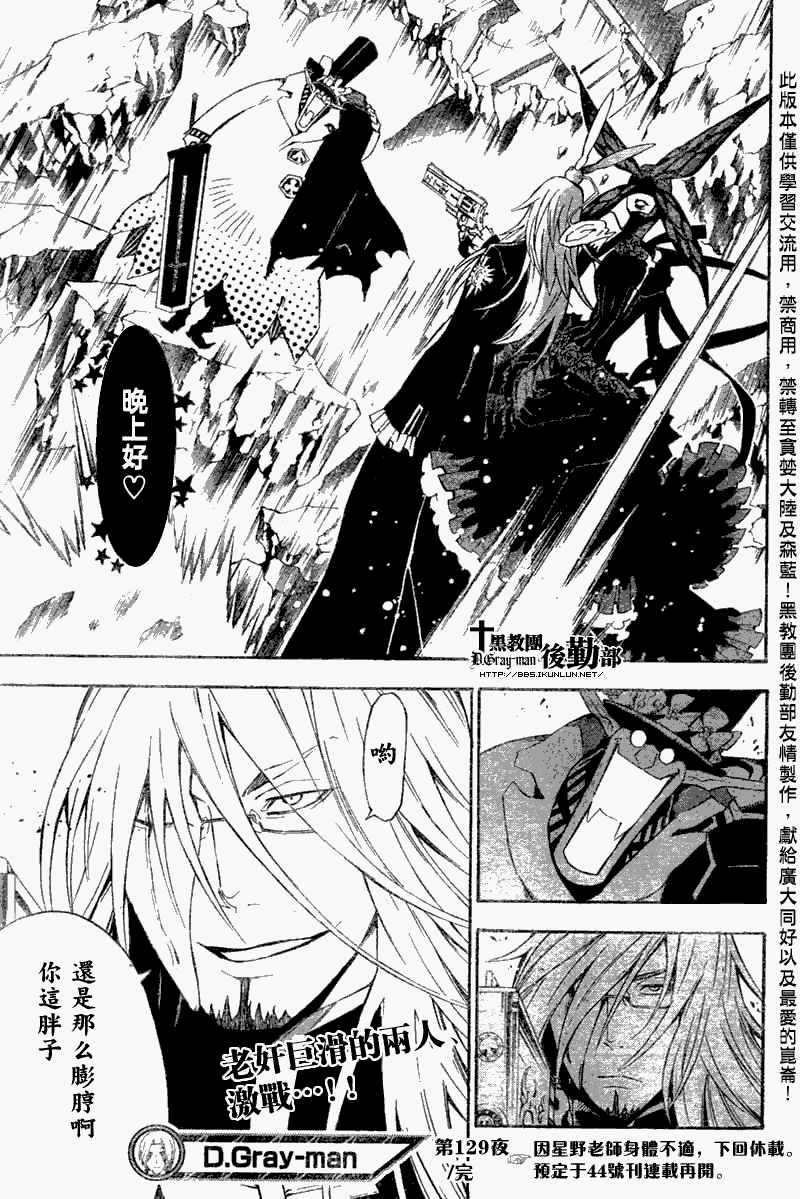 晚上好♡
黑教團
D.Gray-man
後勤部
HTTP://BBS.IKUNLUN.NET/
喲
還是那么膨脝啊
你這胖子
老奸巨滑的兩人、
激戰…!!
D.Gray-man
第129夜
/完
☞ 因星野老師身體不適，下回休載。
預定于44號刊連載再開。
此版本僅供學習交流用，禁商用，禁轉至貪婪大陸及森藍！黑教團後勤部友情製作，獻給廣大同好以及最愛的崑崙！